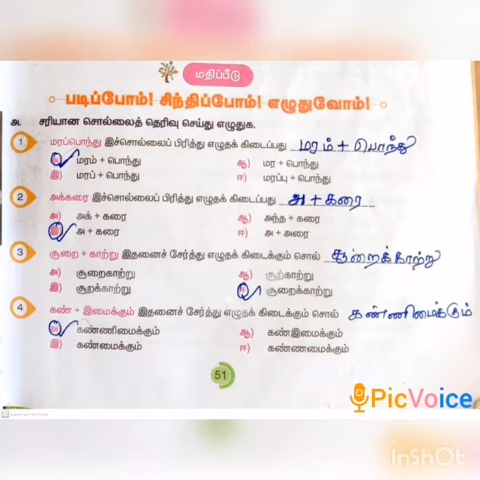 மதிப்பீடு
படிப்போம்! சிந்திப்போம்! எழுதுவோம்!
அ. சரியான சொல்லைத் தெரிவு செய்து எழுதுக.
1 மரப்பொந்து இச்சொல்லைப் பிரித்து எழுதக் கிடைப்பது மரம் + பொந்து
அ) மரம் + பொந்து ஆ) மர + பொந்து
இ) மரப் + பொந்து ஈ) மரப்பு + பொந்து
2 அக்கரை இச்சொல்லைப் பிரித்து எழுதக் கிடைப்பது அ + கரை
அ) அக் + கரை ஆ) அந்த + கரை
இ) அ + கரை ஈ) அ + அரை
3 சூறை + காற்று இதனைச் சேர்த்து எழுதக் கிடைக்கும் சொல் சூறைக்காற்று
அ) சூறைகாற்று ஆ) சூற்காற்று
இ) சூறக்காற்று ஈ) சூறைக்காற்று
4 கண் + இமைக்கும் இதனைச் சேர்த்து எழுதக் கிடைக்கும் சொல் கண்ணிமைக்கும்
அ) கண்ணிமைக்கும் ஆ) கண்இமைக்கும்
இ) கண்மைக்கும் ஈ) கண்ணமைக்கும்
51
PicVoice
InShOt